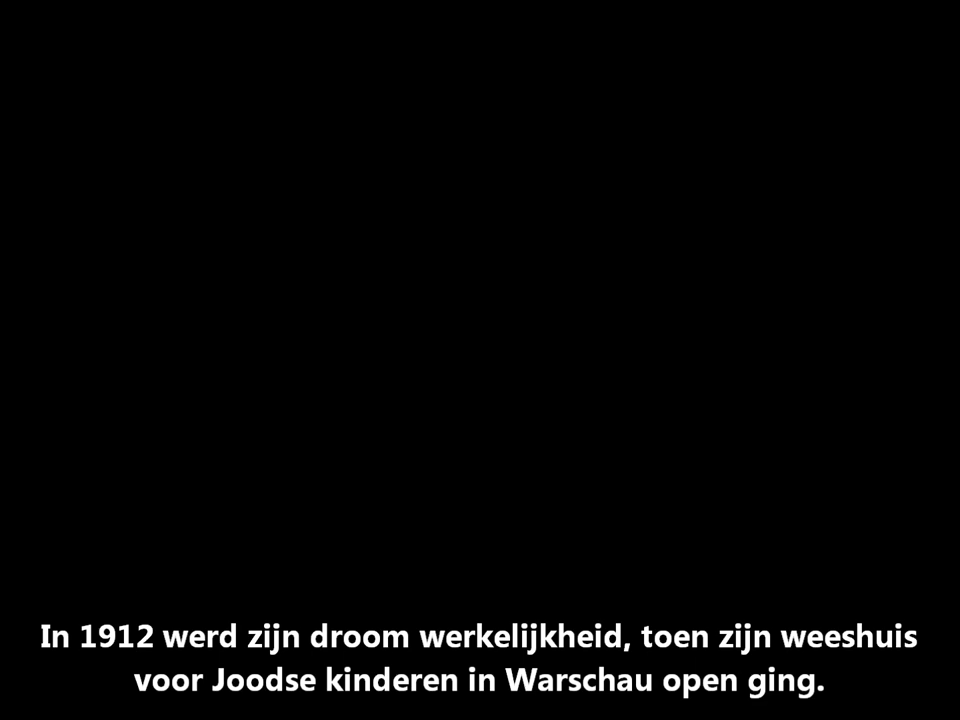 In 1912 werd zijn droom werkelijkheid, toen zijn weeshuis
voor Joodse kinderen in Warschau open ging.